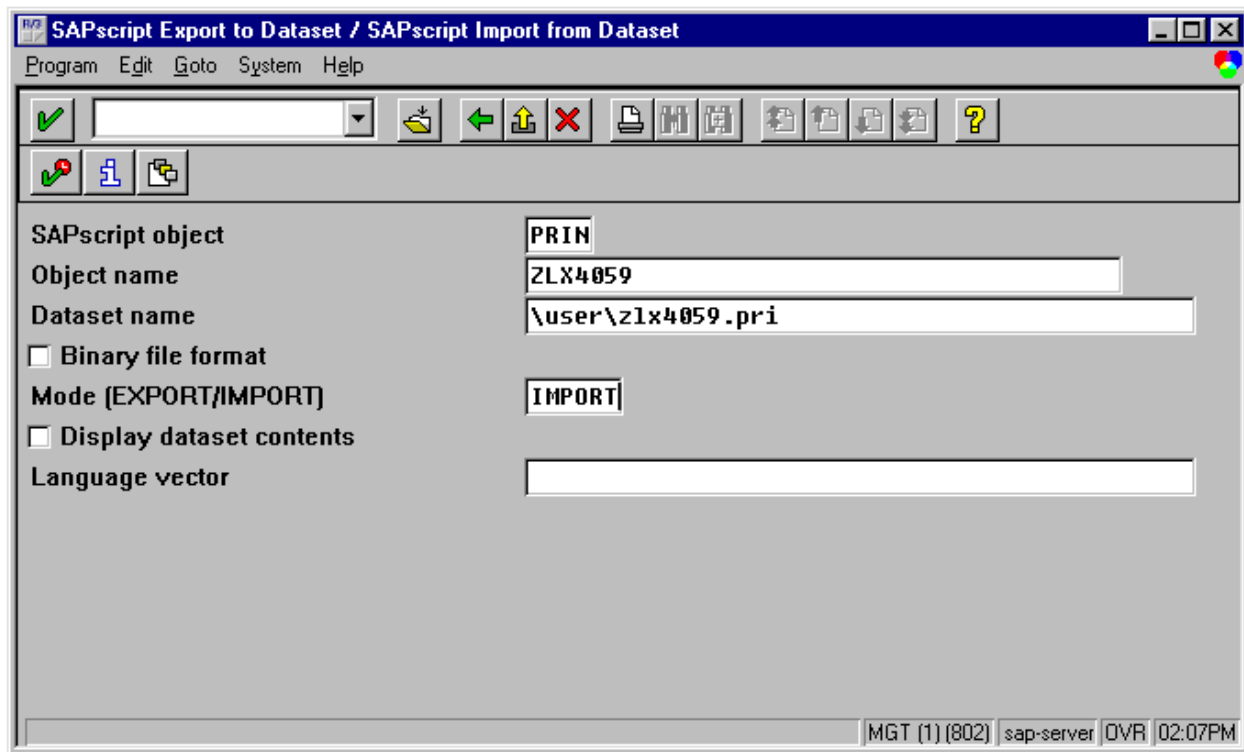 SAPscript Export to Dataset / SAPscript Import from Dataset
Program Edit Goto System Help
SAPscript object PRIN
Object name ZLX4059
Dataset name \user\zlx4059.pri
Binary file format
Mode (EXPORT/IMPORT) IMPORT
Display dataset contents
Language vector
MGT (1) (802) sap-server OVR 02:07PM